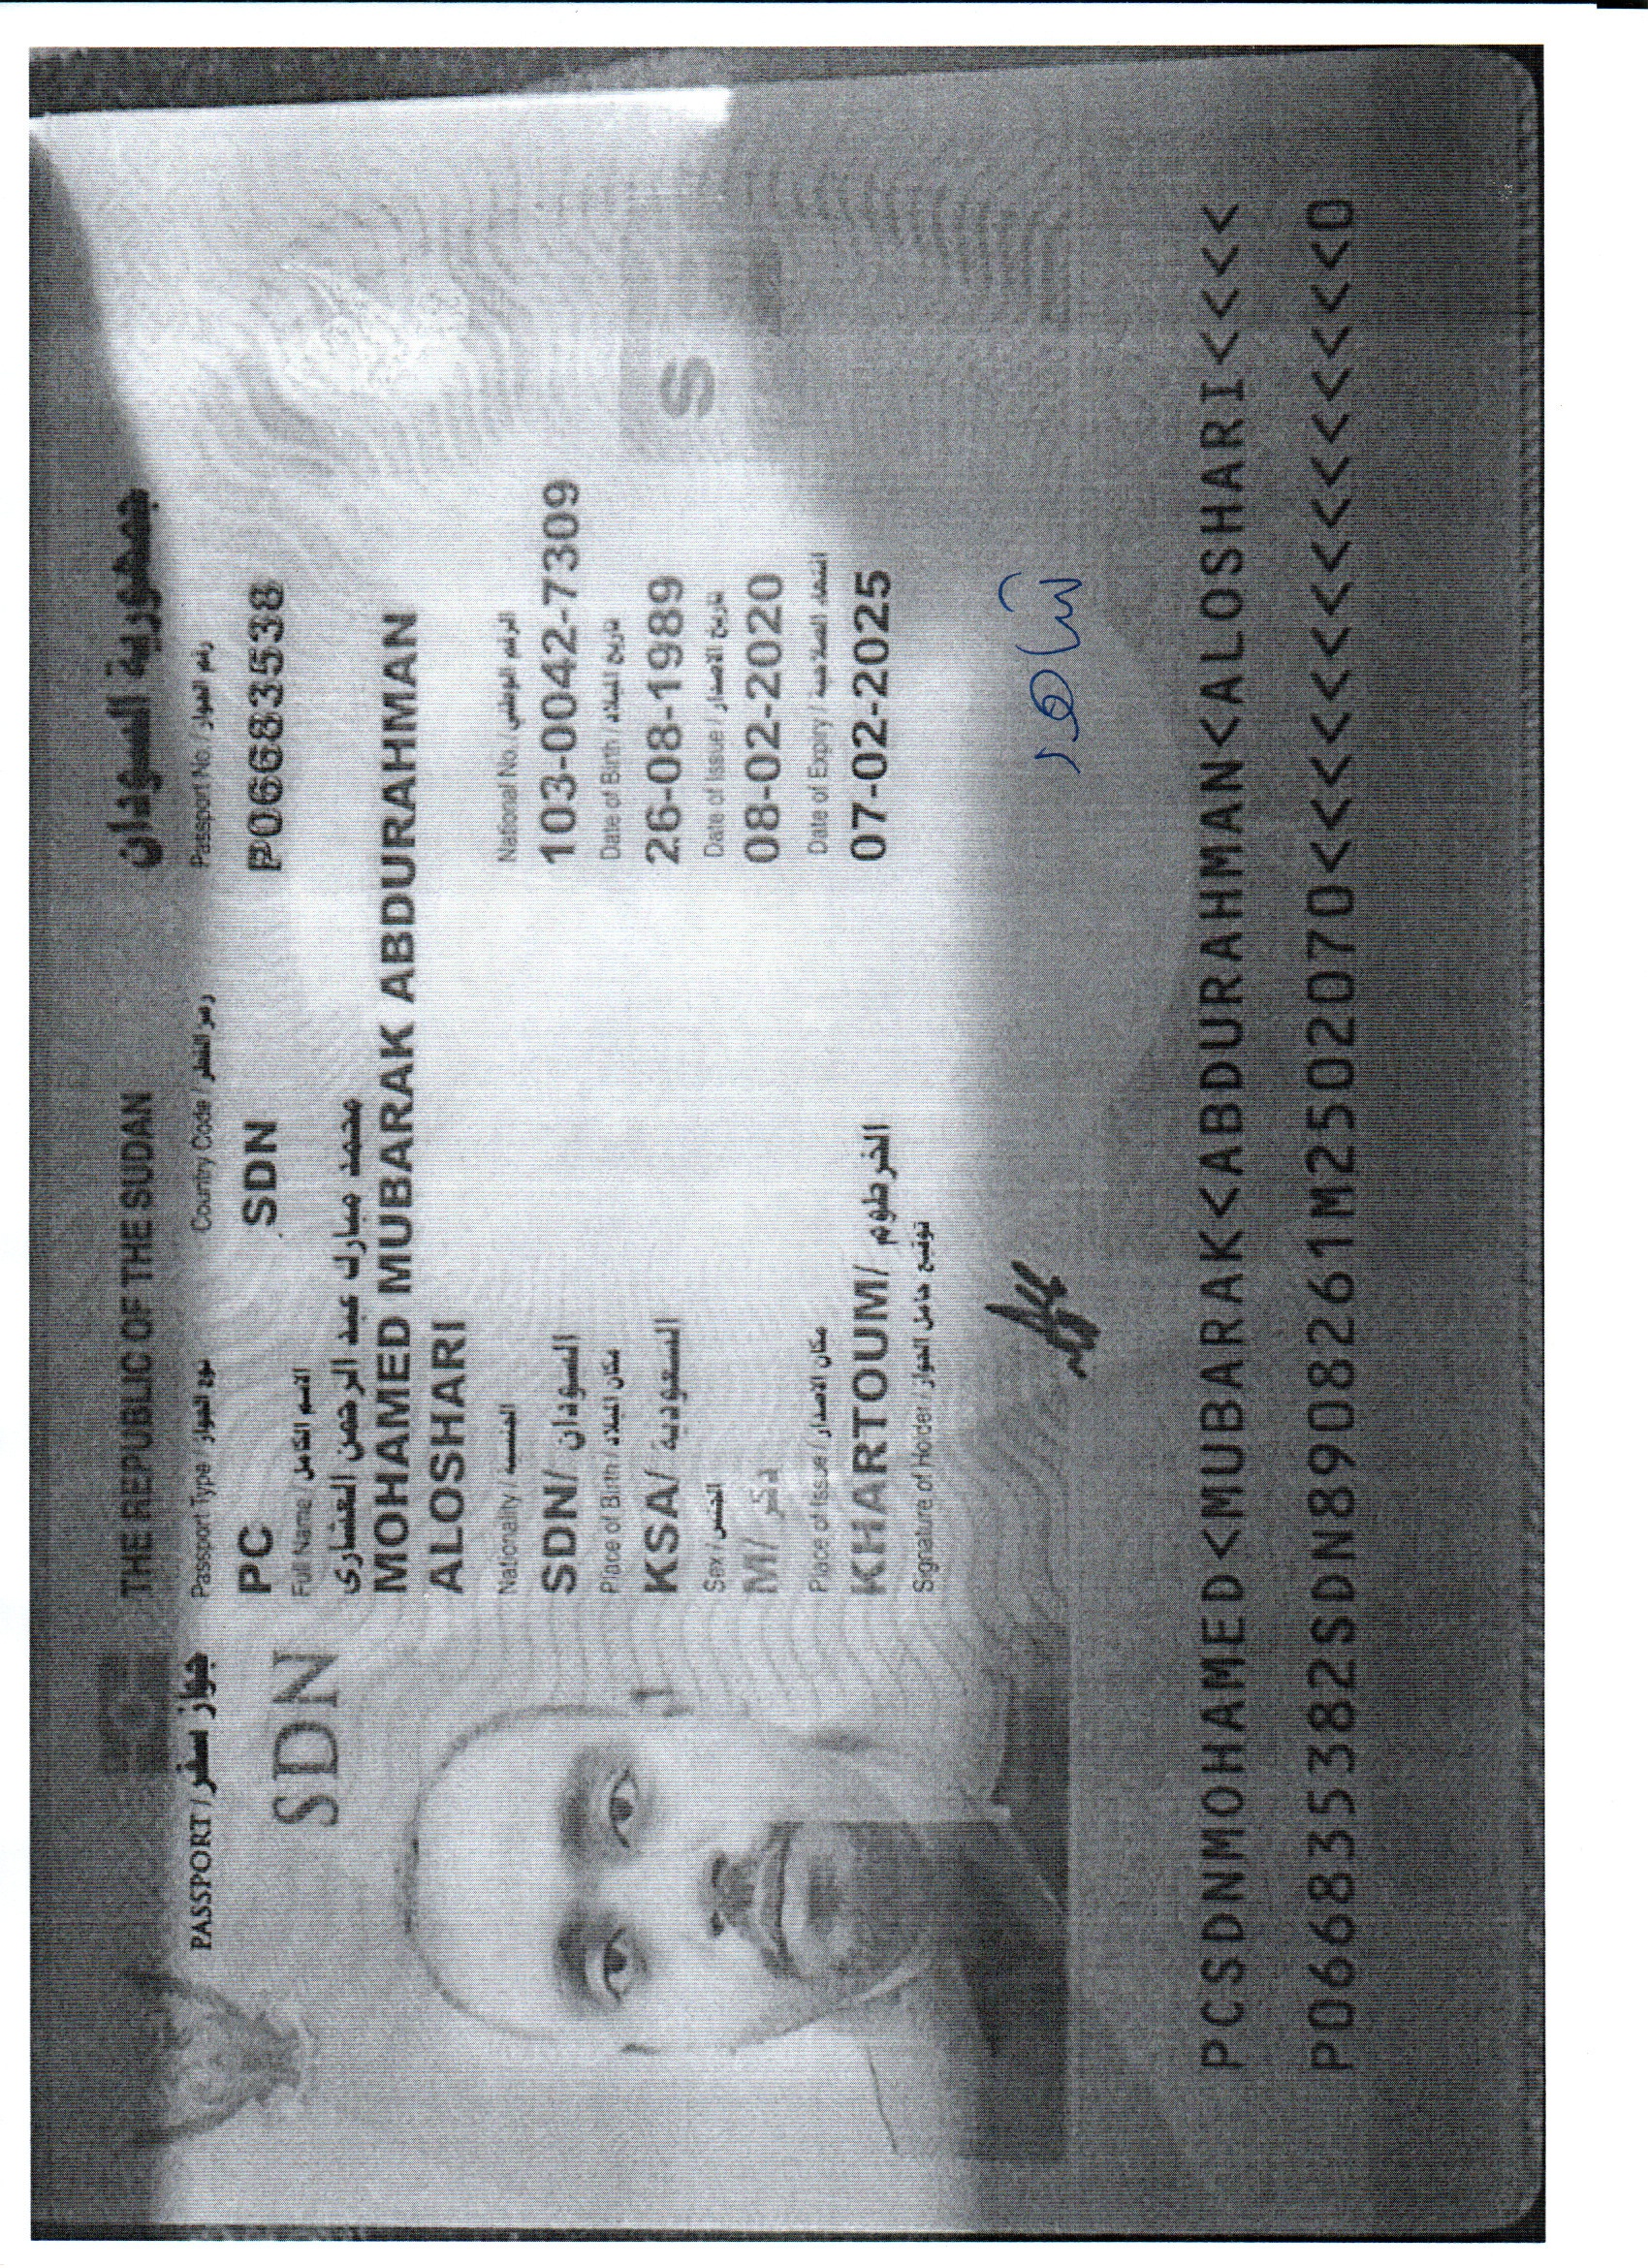 THE REPUBLIC OF THE SUDAN جمهورية السودان
PASSPORT / جواز سفر
Passport Type / نوع الجواز Country Code / رمز القطر Passport No. / رقم الجواز
PC SDN P06683538
SDN
Full Name / الاسم الكامل
محمد مبارك عبد الرحمن العشارى
MOHAMED MUBARAK ABDURAHMAN
ALOSHARI
Nationality / الجنسية National No. / الرقم الوطني
SDN/ السودان 103-0042-7309
Place of Birth / مكان الميلاد Date of Birth / تاريخ الميلاد
KSA/ السعودية 26-08-1989
Sex / الجنس Date of Issue / تاريخ الاصدار
M/ ذكر 08-02-2020
S
Place of Issue / مكان الاصدار Date of Expiry / انتهاء الصلاحية
KHARTOUM/ الخرطوم 07-02-2025
Signature of Holder / توقيع حامل الجواز
شاهد
PCSDNMOHAMED<MUBARAK<ABDURAHMAN<ALOSHARI<<<<
P066835382SDN8908261M2502070<<<<<<<<<<<<<<<0